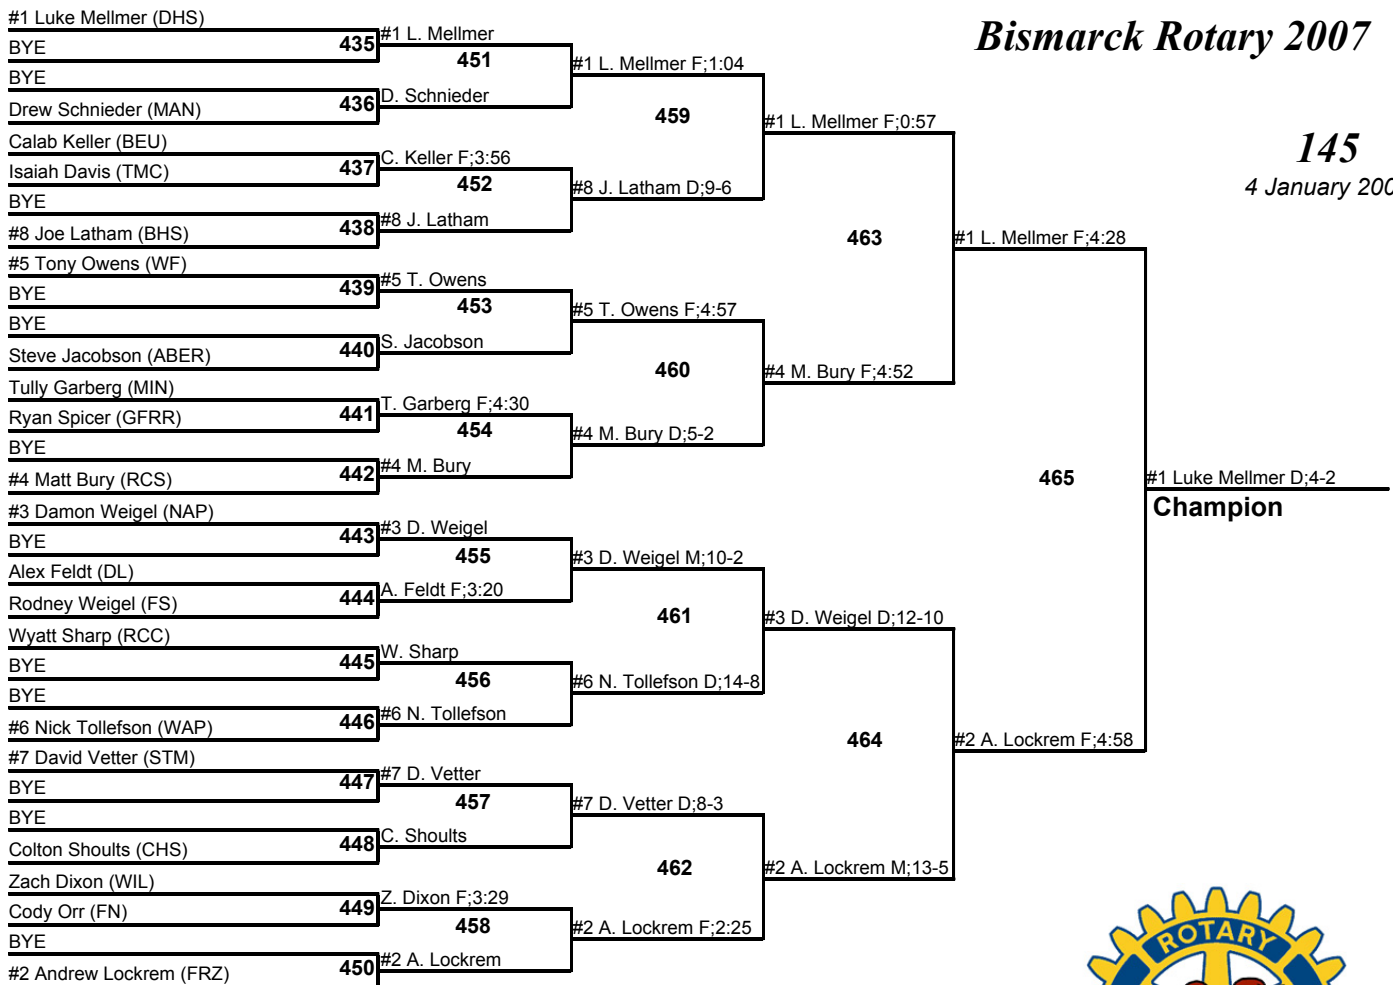 Bismarck Rotary 2007
145
4 January 200
#1 Luke Mellmer (DHS)
BYE
435
BYE
Drew Schnieder (MAN)
436
Calab Keller (BEU)
Isaiah Davis (TMC)
437
BYE
#8 Joe Latham (BHS)
438
#5 Tony Owens (WF)
BYE
439
BYE
Steve Jacobson (ABER)
440
Tully Garberg (MIN)
Ryan Spicer (GFRR)
441
BYE
#4 Matt Bury (RCS)
442
#3 Damon Weigel (NAP)
BYE
443
Alex Feldt (DL)
Rodney Weigel (FS)
444
Wyatt Sharp (RCC)
BYE
445
BYE
#6 Nick Tollefson (WAP)
446
#7 David Vetter (STM)
BYE
447
BYE
Colton Shoults (CHS)
448
Zach Dixon (WIL)
Cody Orr (FN)
449
BYE
#2 Andrew Lockrem (FRZ)
450
#1 L. Mellmer
451
D. Schnieder
C. Keller F;3:56
452
#8 J. Latham
#5 T. Owens
453
S. Jacobson
T. Garberg F;4:30
454
#4 M. Bury
#3 D. Weigel
455
A. Feldt F;3:20
W. Sharp
456
#6 N. Tollefson
#7 D. Vetter
457
C. Shoults
Z. Dixon F;3:29
458
#2 A. Lockrem
#1 L. Mellmer F;1:04
459
#8 J. Latham D;9-6
#5 T. Owens F;4:57
460
#4 M. Bury D;5-2
#3 D. Weigel M;10-2
461
#6 N. Tollefson D;14-8
#7 D. Vetter D;8-3
462
#2 A. Lockrem F;2:25
#1 L. Mellmer F;0:57
463
#4 M. Bury F;4:52
#3 D. Weigel D;12-10
464
#2 A. Lockrem M;13-5
#1 L. Mellmer F;4:28
465
#2 A. Lockrem F;4:58
#1 Luke Mellmer D;4-2
Champion
ROTARY